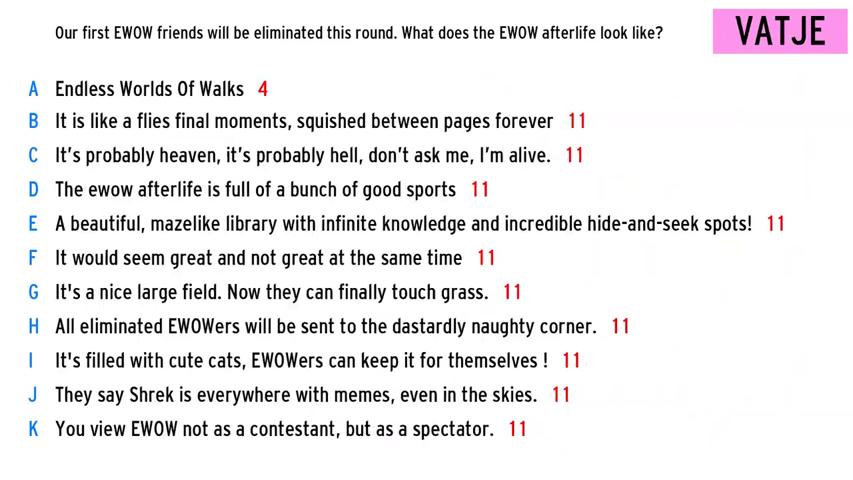 Our first EWOW friends will be eliminated this round. What does the EWOW afterlife look like?
VATJE
A Endless Worlds Of Walks 4
B It is like a flies final moments, squished between pages forever 11
C It’s probably heaven, it’s probably hell, don’t ask me, I’m alive. 11
D The ewow afterlife is full of a bunch of good sports 11
E A beautiful, mazelike library with infinite knowledge and incredible hide-and-seek spots! 11
F It would seem great and not great at the same time 11
G It's a nice large field. Now they can finally touch grass. 11
H All eliminated EWOWers will be sent to the dastardly naughty corner. 11
I It's filled with cute cats, EWOWers can keep it for themselves ! 11
J They say Shrek is everywhere with memes, even in the skies. 11
K You view EWOW not as a contestant, but as a spectator. 11